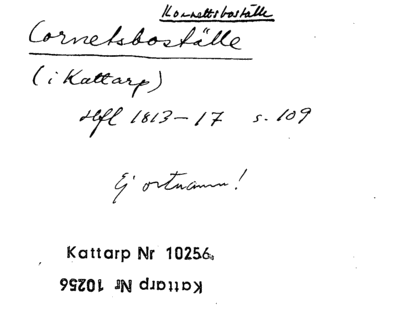 Kornettsboställe
Cornetsboställe
(i Kattarp)
Hfl 1813-17 s. 109
Ej ortnamn!
Kattarp Nr 10256.
Kattarp Nr 10256